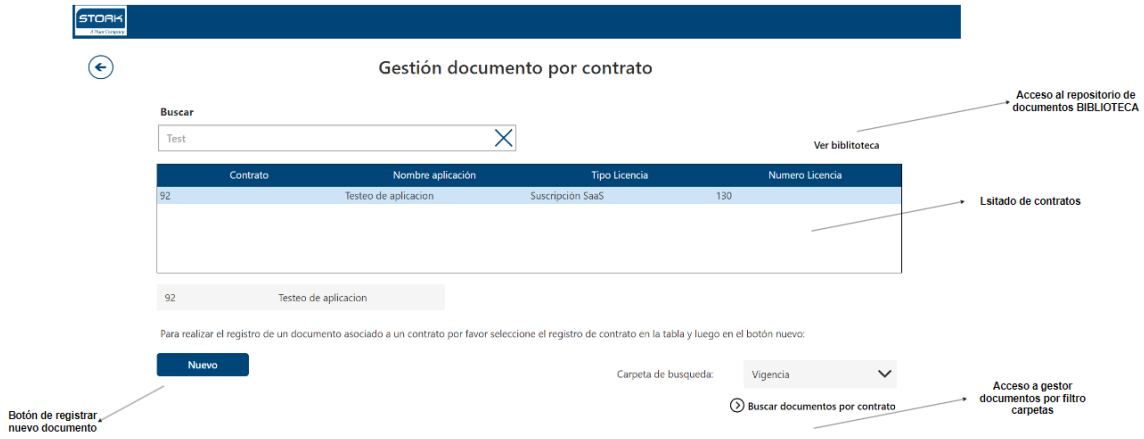 STORK
A Fluor Company
Gestión documento por contrato
Acceso al repositorio de
documentos BIBLIOTECA
Buscar
Test
Ver biblitoteca
Contrato Nombre aplicación Tipo Licencia Numero Licencia
92 Testeo de aplicacion Suscripción SaaS 130
Lsitado de contratos
92 Testeo de aplicacion
Para realizar el registro de un documento asociado a un contrato por favor seleccione el registro de contrato en la tabla y luego en el botón nuevo:
Nuevo
Carpeta de busqueda: Vigencia
Acceso a gestor
documentos por filtro
carpetas
Buscar documentos por contrato
Botón de registrar
nuevo documento